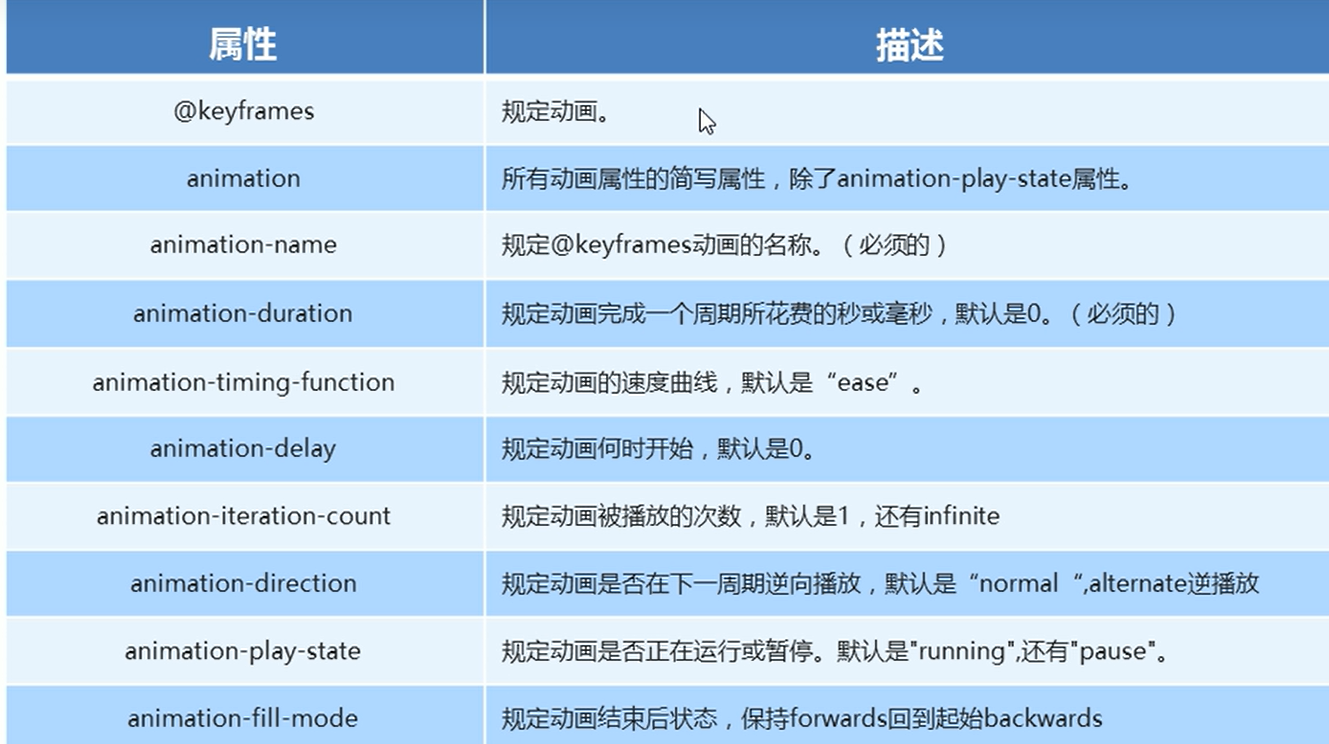 属性 描述
@keyframes 规定动画。
animation 所有动画属性的简写属性，除了animation-play-state属性。
animation-name 规定@keyframes动画的名称。（必须的）
animation-duration 规定动画完成一个周期所花费的秒或毫秒，默认是0。（必须的）
animation-timing-function 规定动画的速度曲线，默认是“ease”。
animation-delay 规定动画何时开始，默认是0。
animation-iteration-count 规定动画被播放的次数，默认是1，还有infinite
animation-direction 规定动画是否在下一周期逆向播放，默认是“normal“,alternate逆播放
animation-play-state 规定动画是否正在运行或暂停。默认是"running",还有"pause"。
animation-fill-mode 规定动画结束后状态，保持forwards回到起始backwards